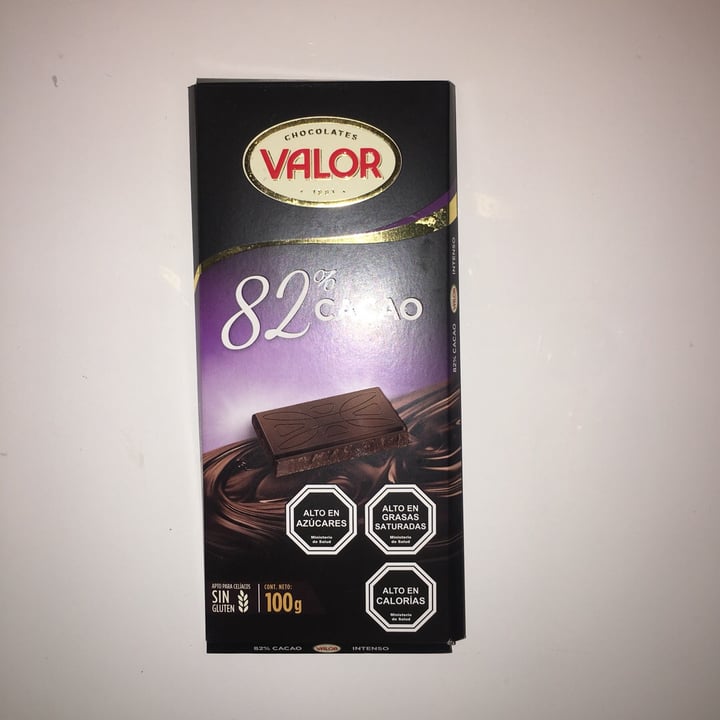 CHOCOLATES
VALOR
1881
82% CACAO
ALTO EN
AZÚCARES
Ministerio
de Salud
ALTO EN
GRASAS
SATURADAS
Ministerio
de Salud
ALTO EN
CALORÍAS
Ministerio
de Salud
APTO PARA CELÍACOS
SIN
GLUTEN
CONT. NETO:
100g
82% CACAO VALOR INTENSO
82% CACAO VALOR INTENSO